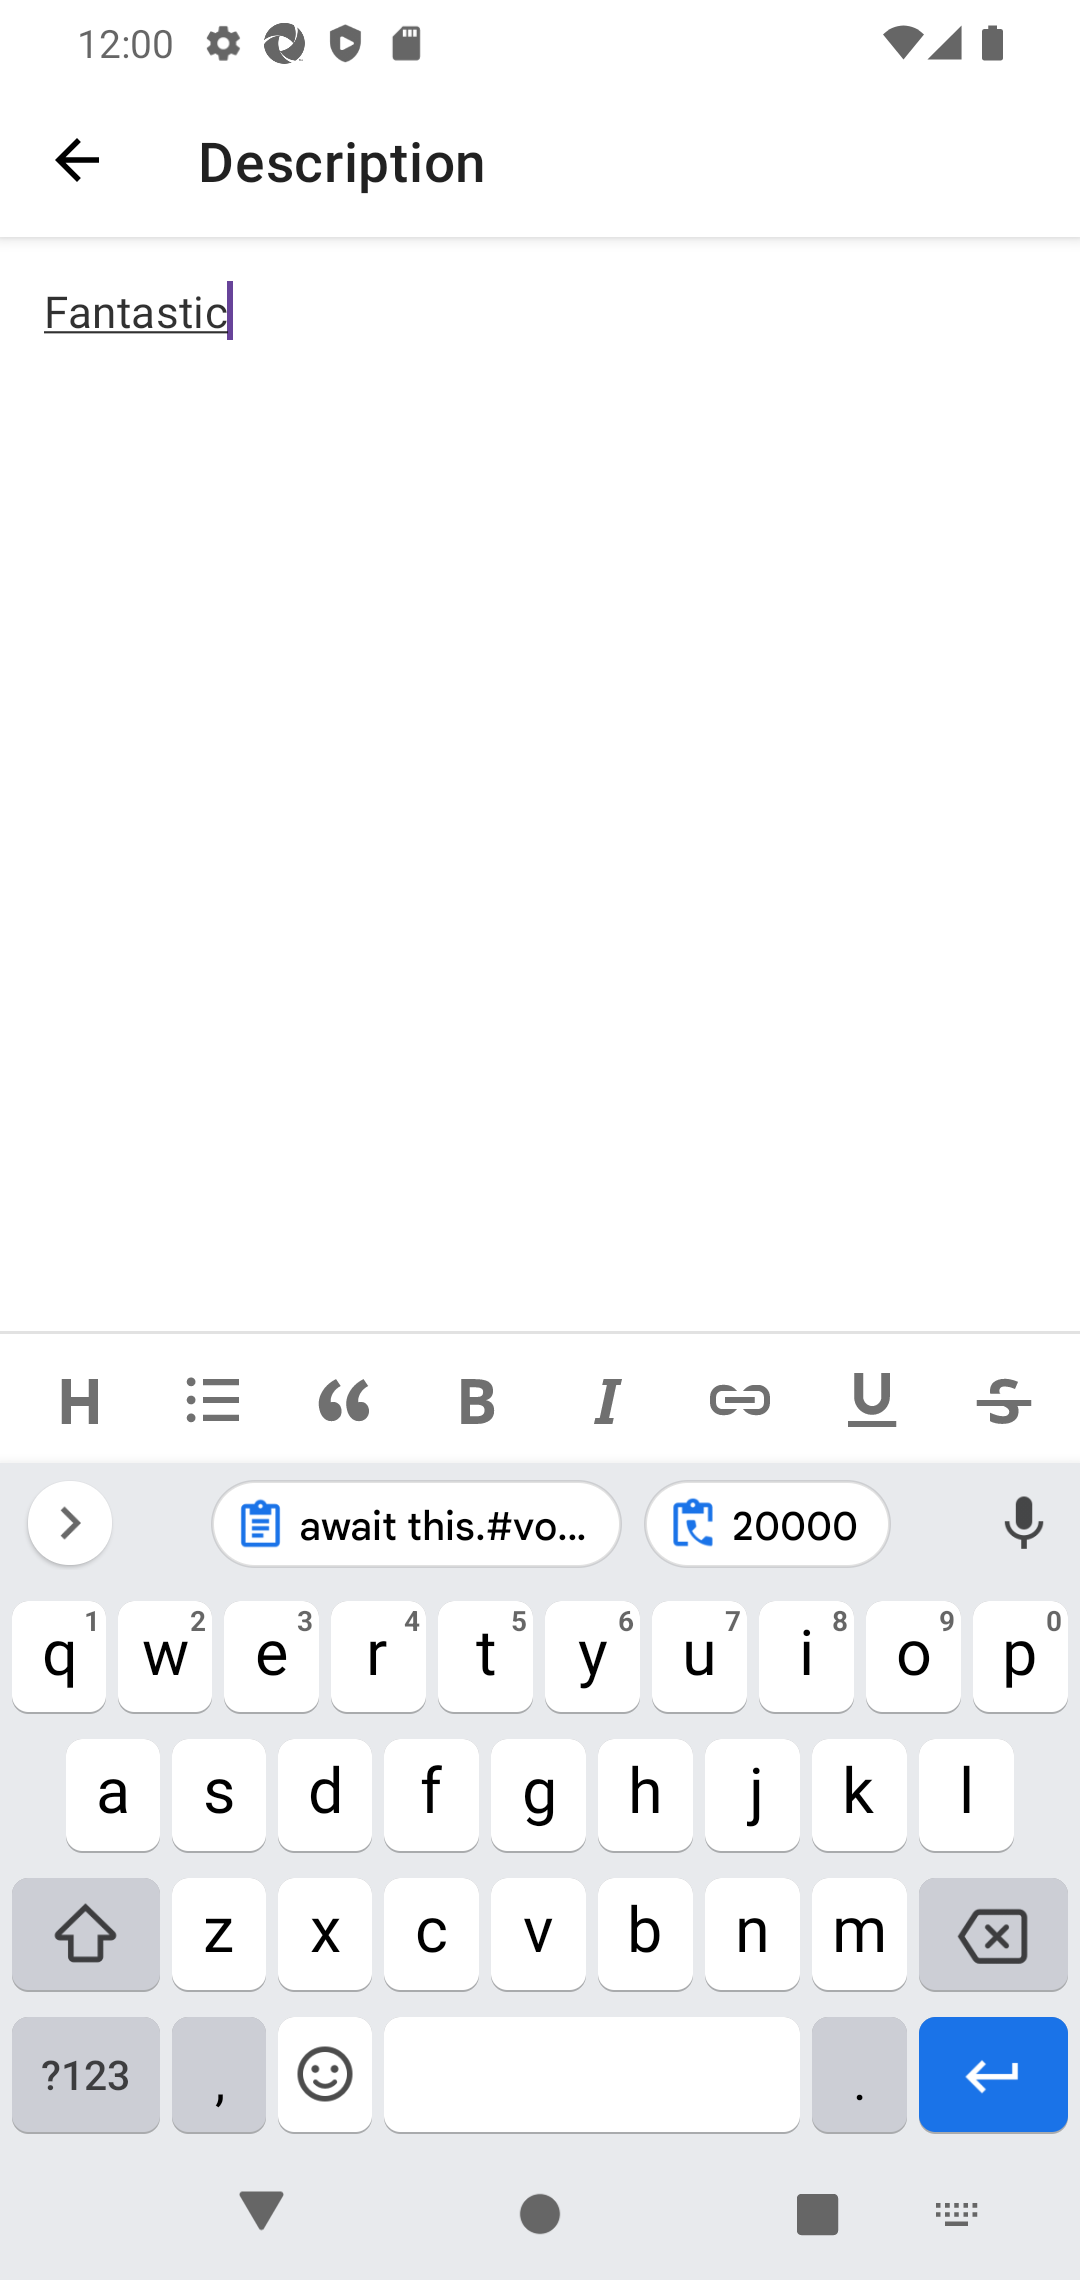 12:00
Description
Fantastic
H B I U S
await this.#vo... 20000
q1 w2 e3 r4 t5 y6 u7 i8 o9 p0
a s d f g h j k l
z x c v b n m
?123 , .